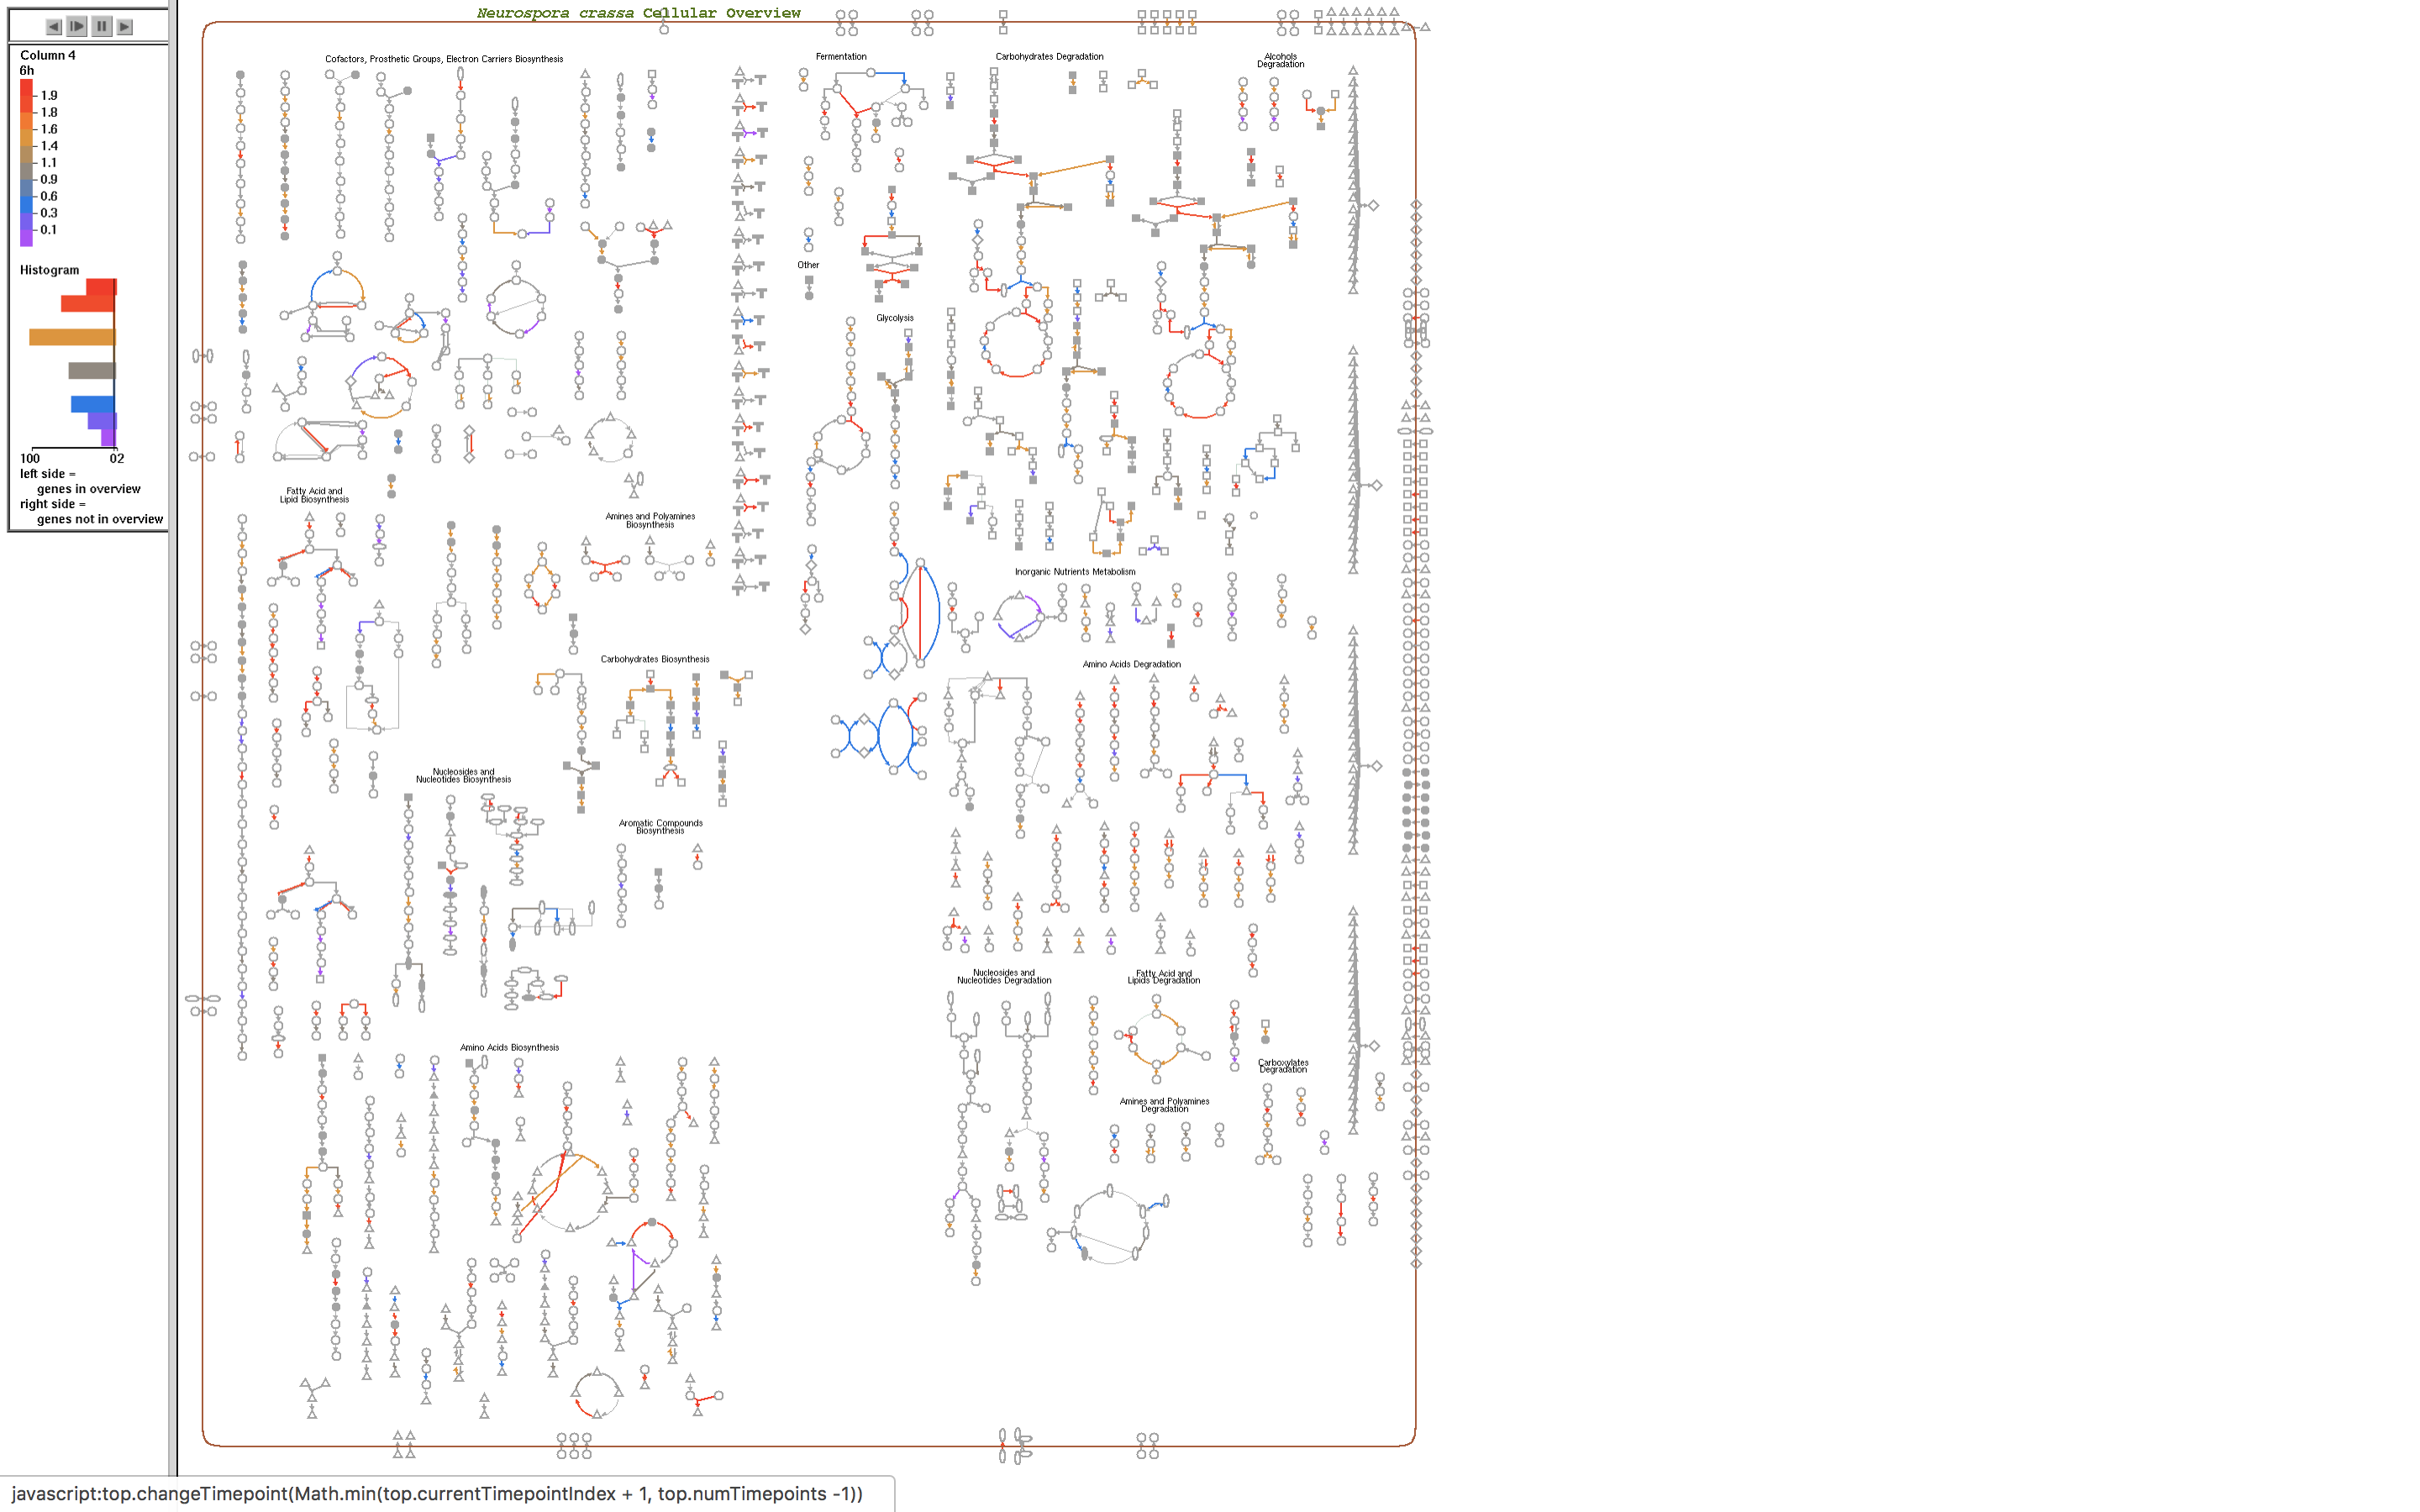 Neurospora crassa Cellular Overview
Column 4
6h
1.9
1.8
1.6
1.4
1.1
0.9
0.6
0.3
0.1
Histogram
100
02
left side =
genes in overview
right side =
genes not in overview
Cofactors, Prosthetic Groups, Electron Carriers Biosynthesis
Fermentation
Carbohydrates Degradation
Alcohols
Degradation
Other
Glycolysis
Fatty Acid and
Lipid Biosynthesis
Amines and Polyamines
Biosynthesis
Inorganic Nutrients Metabolism
Carbohydrates Biosynthesis
Amino Acids Degradation
Nucleosides and
Nucleotides Biosynthesis
Aromatic Compounds
Biosynthesis
Nucleosides and
Nucleotides Degradation
Fatty Acid and
Lipids Degradation
Amino Acids Biosynthesis
Carboxylates
Degradation
Amines and Polyamines
Degradation
javascript:top.changeTimepoint(Math.min(top.currentTimepointIndex + 1, top.numTimepoints -1))